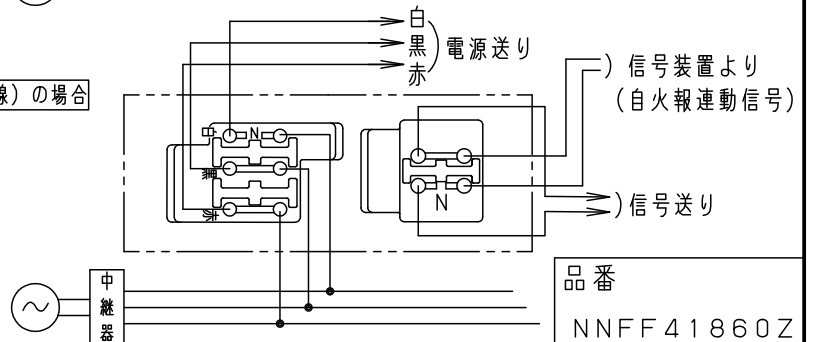 線）の場合
白
黒
赤
電源送り
信号装置より
（自火報連動信号）
白 N
黒
赤
N
信号送り
中継器
品番
NNFF41860Z